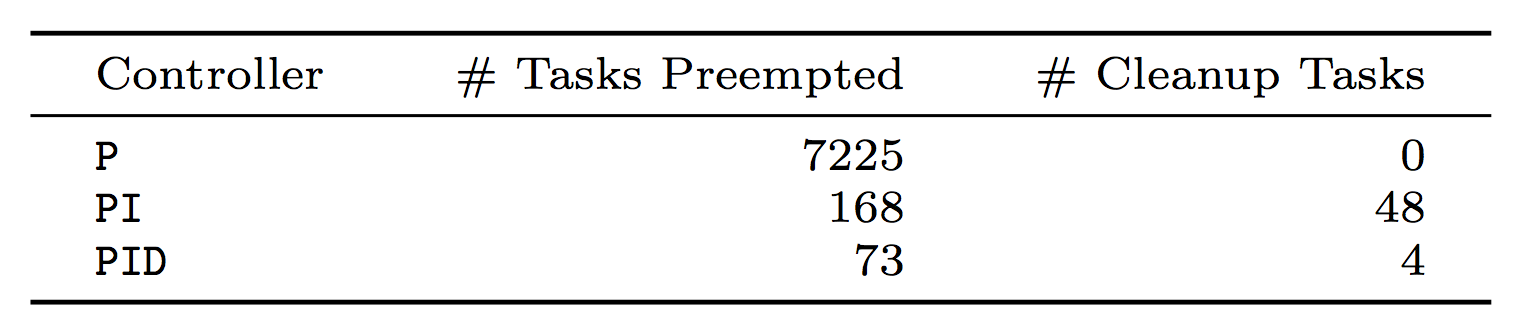 Controller # Tasks Preempted # Cleanup Tasks
P 7225 0
PI 168 48
PID 73 4